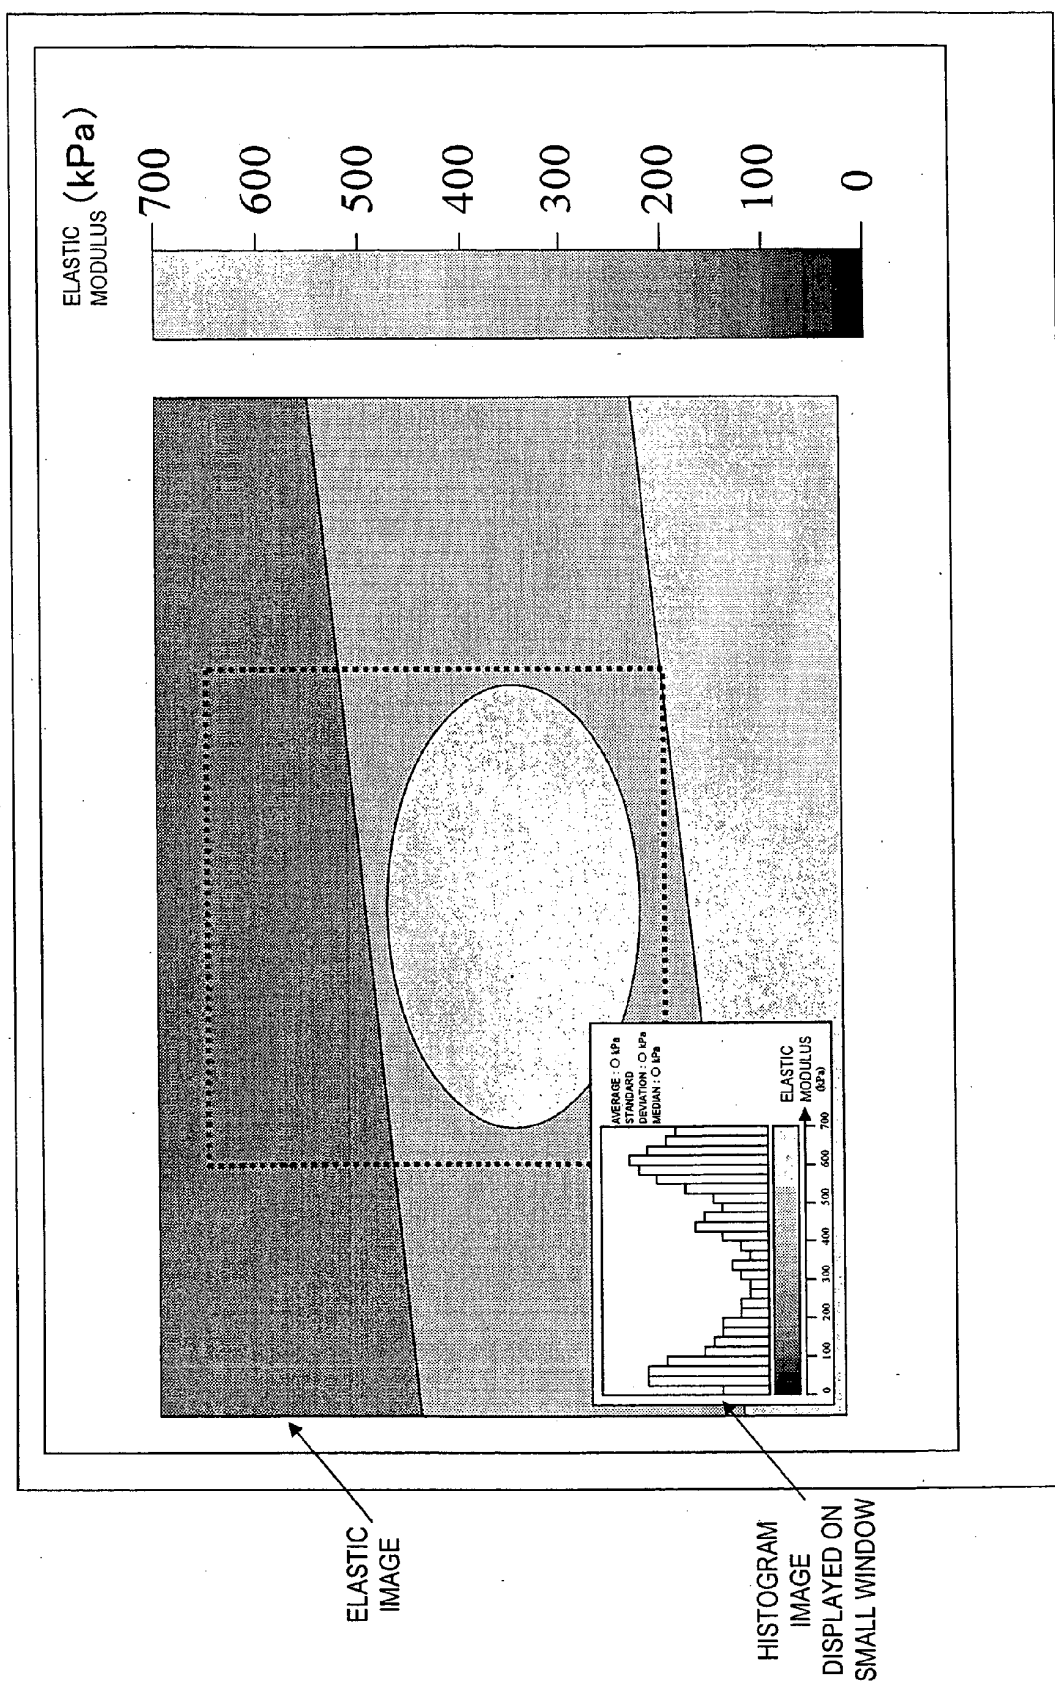 ELASTIC
MODULUS (kPa)
700
600
500
400
300
200
100
0
AVERAGE : ○ kPa
STANDARD
DEVIATION : ○ kPa
MEDIAN : ○ kPa
ELASTIC
MODULUS
(kPa)
0 100 200 300 400 500 600 700
ELASTIC
IMAGE
HISTOGRAM
IMAGE
DISPLAYED ON
SMALL WINDOW